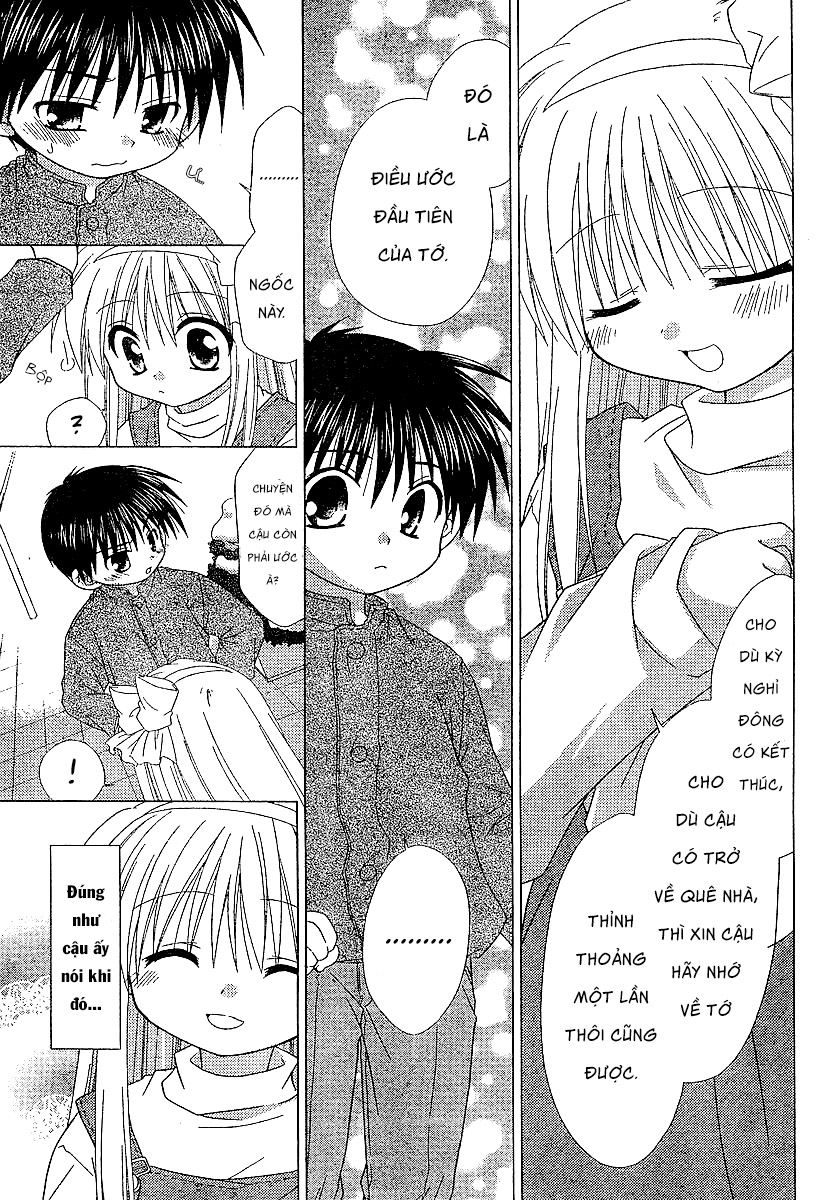 CHO
DÙ KỲ
NGHỈ
ĐÔNG
CÓ KẾT
THÚC,
CHO
DÙ CẬU
CÓ TRỞ
VỀ QUÊ NHÀ,
THÌ XIN CẬU
HÃY NHỚ
VỀ TỚ
THỈNH
THOẢNG
MỘT LẦN
THÔI CŨNG
ĐƯỢC.
ĐÓ
LÀ
ĐIỀU ƯỚC
ĐẦU TIÊN
CỦA TỚ.
..........
.........
NGỐC
NÀY.
BỘP
?
CHUYỆN
ĐÓ MÀ
CẬU CÒN
PHẢI ƯỚC
À?
!
Đúng
như
cậu ấy
nói khi
đó...